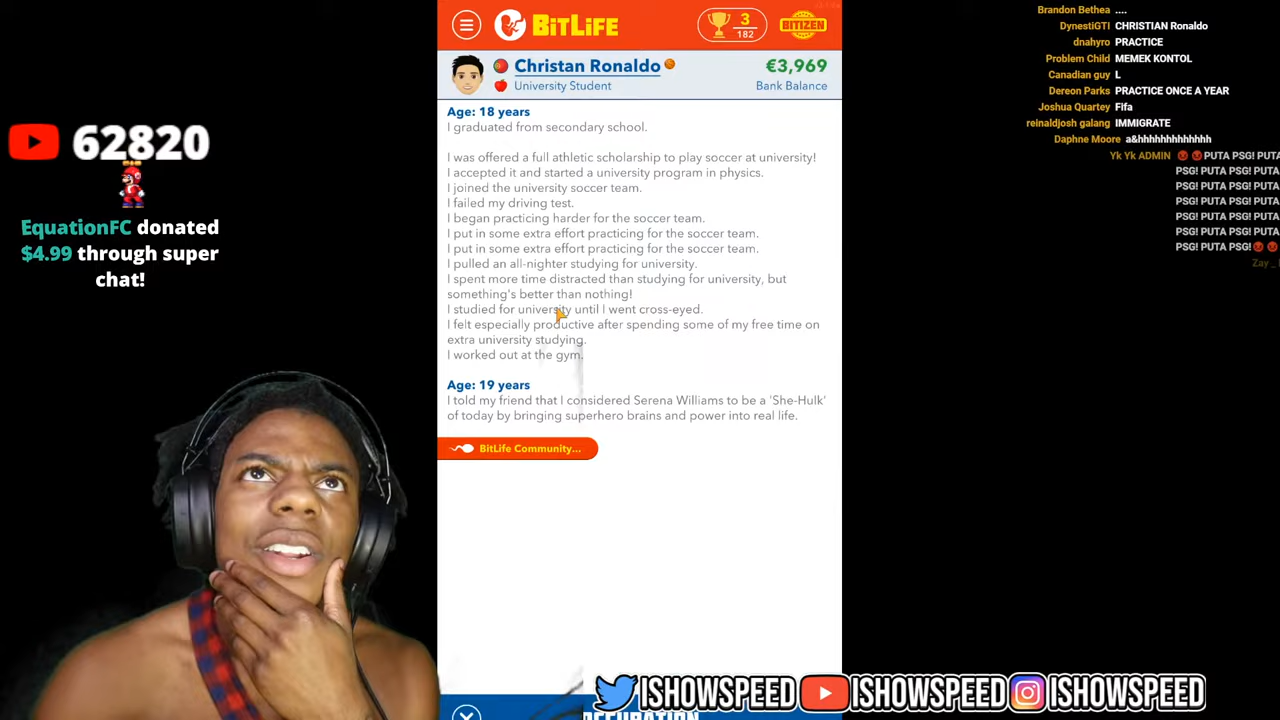 62820
EquationFC donated
$4.99 through super
chat!
BitLife
3
182
BITIZEN
Christan Ronaldo
University Student
€3,969
Bank Balance
Age: 18 years
I graduated from secondary school.
I was offered a full athletic scholarship to play soccer at university!
I accepted it and started a university program in physics.
I joined the university soccer team.
I failed my driving test.
I began practicing harder for the soccer team.
I put in some extra effort practicing for the soccer team.
I put in some extra effort practicing for the soccer team.
I pulled an all-nighter studying for university.
I spent more time distracted than studying for university, but
something's better than nothing!
I studied for university until I went cross-eyed.
I felt especially productive after spending some of my free time on
extra university studying.
I worked out at the gym.
Age: 19 years
I told my friend that I considered Serena Williams to be a 'She-Hulk'
of today by bringing superhero brains and power into real life.
BitLife Community...
Brandon Bethea ....
DynestiGTI CHRISTIAN Ronaldo
dnahyro PRACTICE
Problem Child MEMEK KONTOL
Canadian guy L
Dereon Parks PRACTICE ONCE A YEAR
Joshua Quartey Fifa
reinaldjosh galang IMMIGRATE
Daphne Moore a&hhhhhhhhhhhh
Yk Yk ADMIN PUTA PSG! PUTA
PSG! PUTA PSG! PUTA
PSG! PUTA PSG! PUTA
PSG! PUTA PSG! PUTA
PSG! PUTA PSG! PUTA
PSG! PUTA PSG! PUTA
PSG! PUTA PSG!
Zay _
ISHOWSPEED ISHOWSPEED ISHOWSPEED